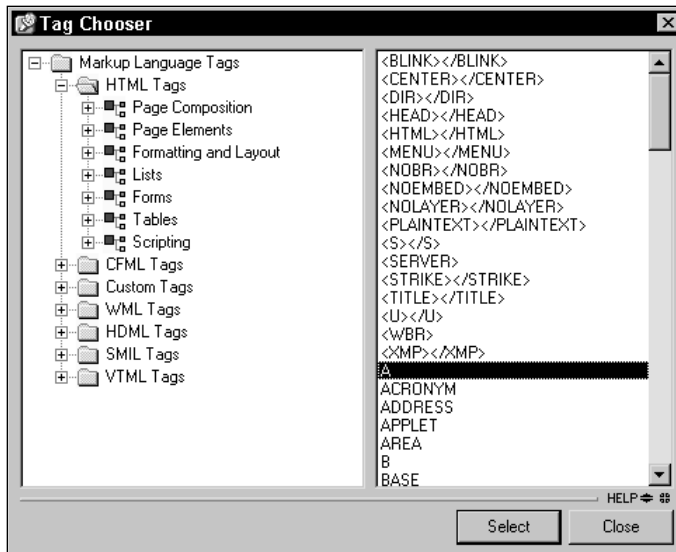 Tag Chooser
Markup Language Tags
HTML Tags
Page Composition
Page Elements
Formatting and Layout
Lists
Forms
Tables
Scripting
CFML Tags
Custom Tags
WML Tags
HDML Tags
SMIL Tags
VTML Tags
<BLINK></BLINK>
<CENTER></CENTER>
<DIR></DIR>
<HEAD></HEAD>
<HTML></HTML>
<MENU></MENU>
<NOBR></NOBR>
<NOEMBED></NOEMBED>
<NOLAYER></NOLAYER>
<PLAINTEXT></PLAINTEXT>
<S></S>
<SERVER>
<STRIKE></STRIKE>
<TITLE></TITLE>
<U></U>
<WBR>
<XMP></XMP>
A
ACRONYM
ADDRESS
APPLET
AREA
B
BASE
HELP
Select Close